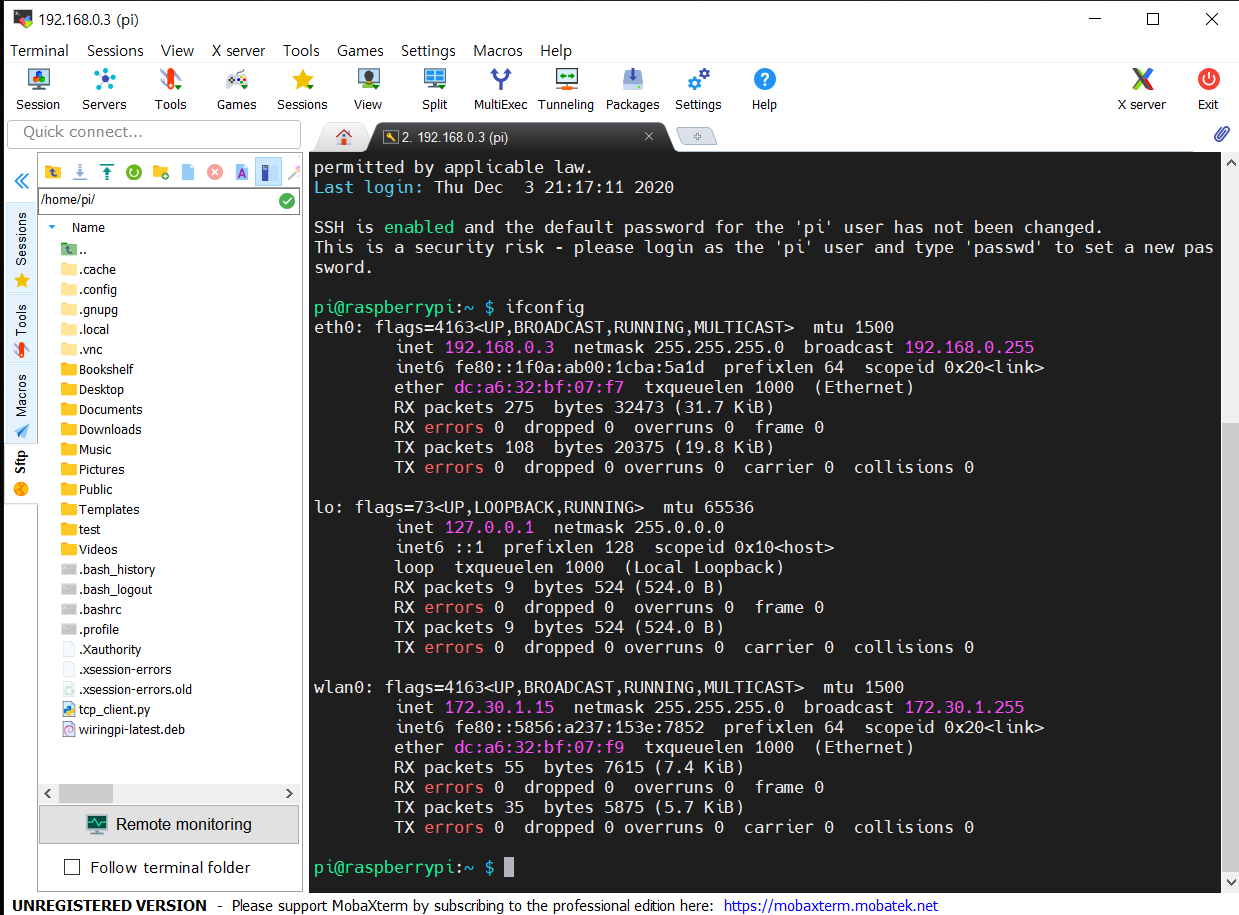 192.168.0.3 (pi)
Terminal Sessions View X server Tools Games Settings Macros Help
Session Servers Tools Games Sessions View Split MultiExec Tunneling Packages Settings Help X server Exit
Quick connect...
2. 192.168.0.3 (pi)
/home/pi/
Name
..
.cache
.config
.gnupg
.local
.vnc
Bookshelf
Desktop
Documents
Downloads
Music
Pictures
Public
Templates
test
Videos
.bash_history
.bash_logout
.bashrc
.profile
.Xauthority
.xsession-errors
.xsession-errors.old
tcp_client.py
wiringpi-latest.deb
Sessions
Tools
Macros
Sftp
Remote monitoring
Follow terminal folder
permitted by applicable law.
Last login: Thu Dec  3 21:17:11 2020
SSH is enabled and the default password for the 'pi' user has not been changed.
This is a security risk - please login as the 'pi' user and type 'passwd' to set a new pas
sword.
pi@raspberrypi:~ $ ifconfig
eth0: flags=4163<UP,BROADCAST,RUNNING,MULTICAST>  mtu 1500
inet 192.168.0.3  netmask 255.255.255.0  broadcast 192.168.0.255
inet6 fe80::1f0a:ab00:1cba:5a1d  prefixlen 64  scopeid 0x20<link>
ether dc:a6:32:bf:07:f7  txqueuelen 1000  (Ethernet)
RX packets 275  bytes 32473 (31.7 KiB)
RX errors 0  dropped 0  overruns 0  frame 0
TX packets 108  bytes 20375 (19.8 KiB)
TX errors 0  dropped 0 overruns 0  carrier 0  collisions 0
lo: flags=73<UP,LOOPBACK,RUNNING>  mtu 65536
inet 127.0.0.1  netmask 255.0.0.0
inet6 ::1  prefixlen 128  scopeid 0x10<host>
loop  txqueuelen 1000  (Local Loopback)
RX packets 9  bytes 524 (524.0 B)
RX errors 0  dropped 0  overruns 0  frame 0
TX packets 9  bytes 524 (524.0 B)
TX errors 0  dropped 0 overruns 0  carrier 0  collisions 0
wlan0: flags=4163<UP,BROADCAST,RUNNING,MULTICAST>  mtu 1500
inet 172.30.1.15  netmask 255.255.255.0  broadcast 172.30.1.255
inet6 fe80::5856:a237:153e:7852  prefixlen 64  scopeid 0x20<link>
ether dc:a6:32:bf:07:f9  txqueuelen 1000  (Ethernet)
RX packets 55  bytes 7615 (7.4 KiB)
RX errors 0  dropped 0  overruns 0  frame 0
TX packets 35  bytes 5875 (5.7 KiB)
TX errors 0  dropped 0 overruns 0  carrier 0  collisions 0
pi@raspberrypi:~ $
UNREGISTERED VERSION - Please support MobaXterm by subscribing to the professional edition here: https://mobaxterm.mobatek.net